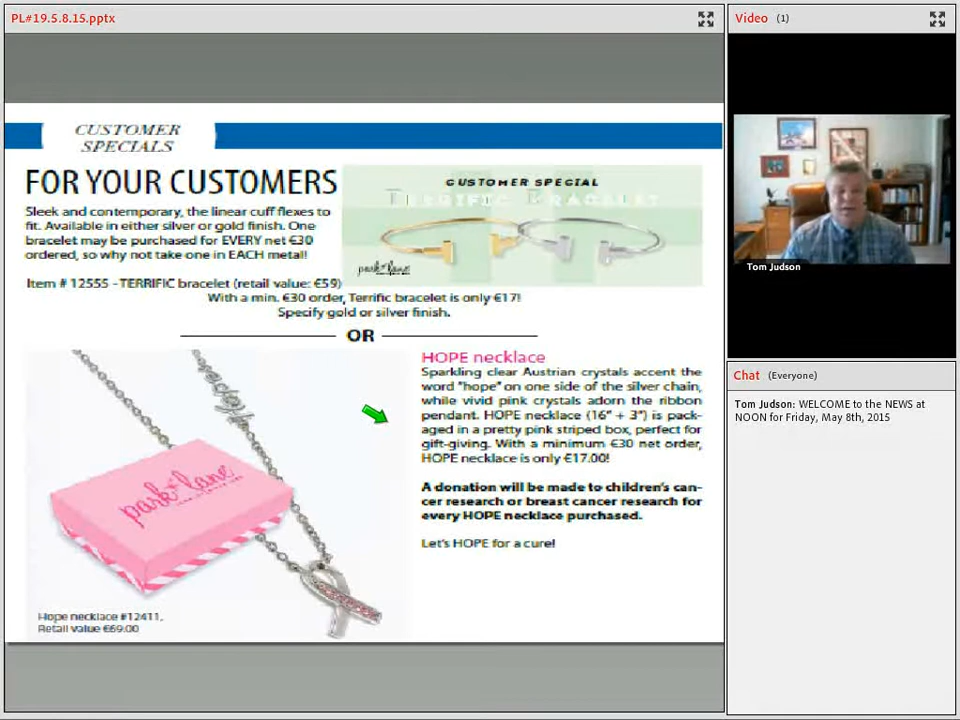 PL#19.5.8.15.pptx
CUSTOMER
SPECIALS
FOR YOUR CUSTOMERS
Sleek and contemporary, the linear cuff flexes to
fit. Available in either silver or gold finish. One
bracelet may be purchased for EVERY net €30
ordered, so why not take one in EACH metal!
Item # 12555 - TERRIFIC bracelet (retail value: €59)
CUSTOMER SPECIAL
TERRIFIC BRACELET
park lane
With a min. €30 order, Terrific bracelet is only €17!
Specify gold or silver finish.
OR
hope
park lane
Hope necklace #12411,
Retail value €69.00
HOPE necklace
Sparkling clear Austrian crystals accent the
word "hope" on one side of the silver chain,
while vivid pink crystals adorn the ribbon
pendant. HOPE necklace (16" + 3") is pack-
aged in a pretty pink striped box, perfect for
gift-giving. With a minimum €30 net order,
HOPE necklace is only €17.00!
A donation will be made to children's can-
cer research or breast cancer research for
every HOPE necklace purchased.
Let's HOPE for a cure!
Video (1)
Tom Judson
Chat (Everyone)
Tom Judson: WELCOME to the NEWS at
NOON for Friday, May 8th, 2015